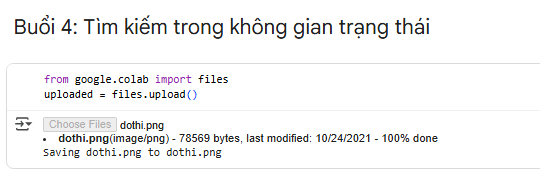 Buổi 4: Tìm kiếm trong không gian trạng thái
from google.colab import files
uploaded = files.upload()
Choose Files dothi.png
• dothi.png(image/png) - 78569 bytes, last modified: 10/24/2021 - 100% done
Saving dothi.png to dothi.png